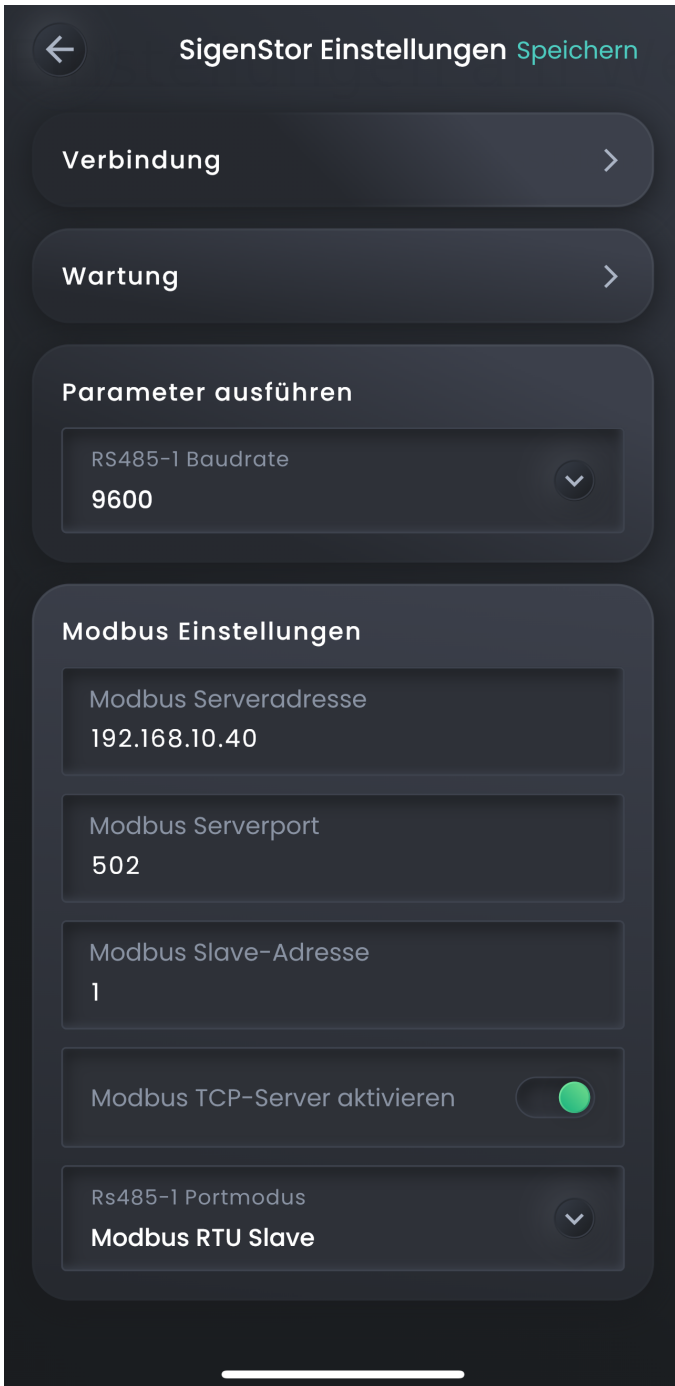 SigenStor Einstellungen Speichern
Verbindung
Wartung
Parameter ausführen
RS485-1 Baudrate
9600
Modbus Einstellungen
Modbus Serveradresse
192.168.10.40
Modbus Serverport
502
Modbus Slave-Adresse
1
Modbus TCP-Server aktivieren
Rs485-1 Portmodus
Modbus RTU Slave